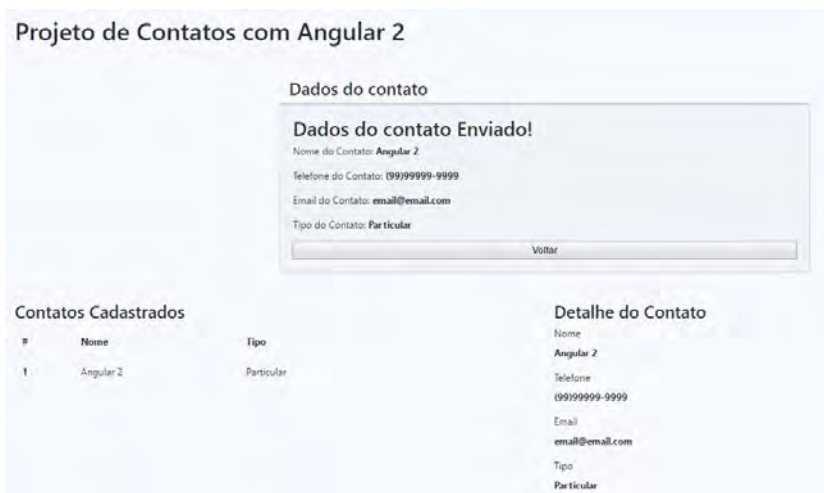 Projeto de Contatos com Angular 2
Dados do contato
Dados do contato Enviado!
Nome do Contato: Angular 2
Telefone do Contato: (99)99999-9999
Email do Contato: email@email.com
Tipo do Contato: Particular
Voltar
Contatos Cadastrados
# Nome Tipo
1 Angular 2 Particular
Detalhe do Contato
Nome
Angular 2
Telefone
(99)99999-9999
Email
email@email.com
Tipo
Particular